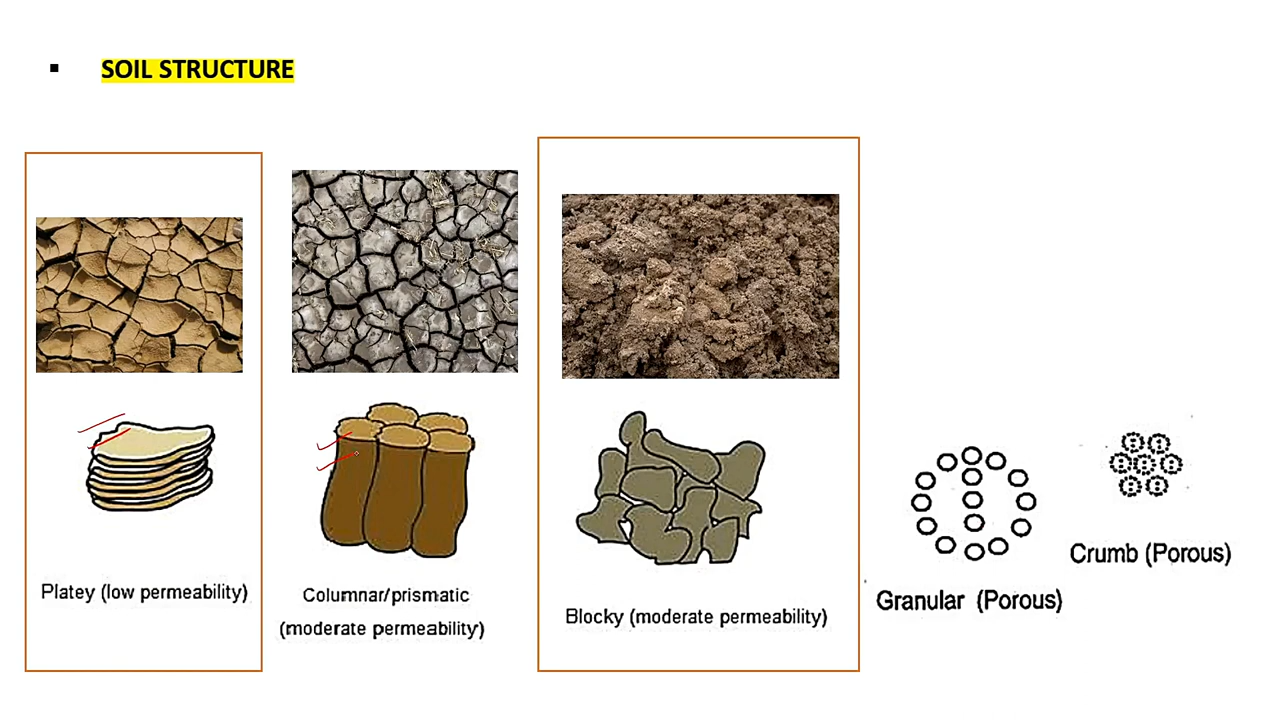 SOIL STRUCTURE
Platey (low permeability)
Columnar/prismatic
(moderate permeability)
Blocky (moderate permeability)
Granular (Porous)
Crumb (Porous)